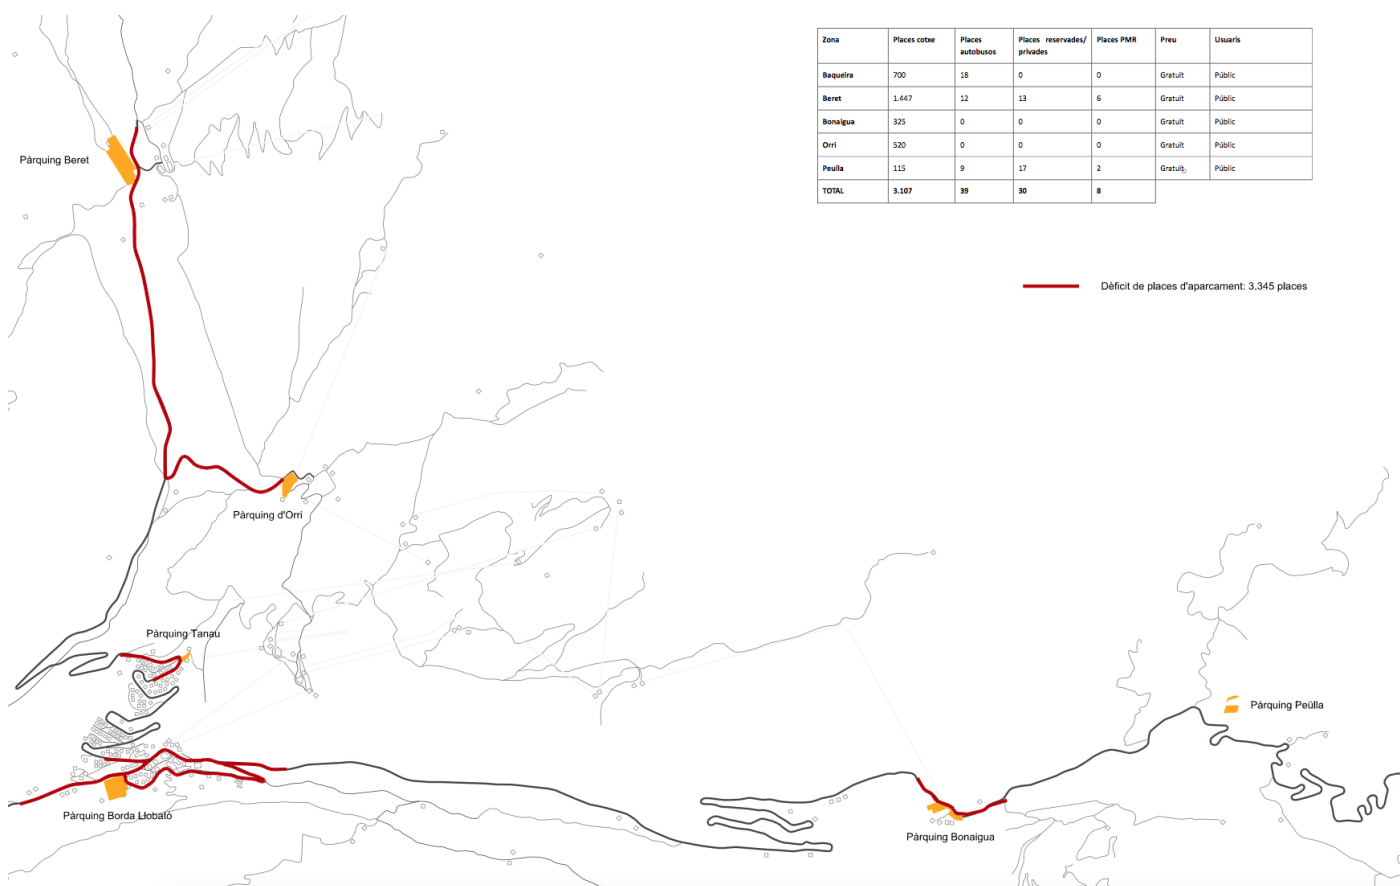 Zona Places cotxe Places autobusos Places reservades/ privades Places PMR Preu Usuaris
Baqueira 700 18 0 0 Gratuït Públic
Beret 1.447 12 13 6 Gratuït Públic
Bonaigua 325 0 0 0 Gratuït Públic
Orri 520 0 0 0 Gratuït Públic
Peulla 115 9 17 2 Gratuït Públic
TOTAL 3.107 39 30 8
Pàrquing Beret
Dèficit de places d'aparcament: 3.345 places
Pàrquing d'Orri
Pàrquing Tanau
Pàrquing Peülla
Pàrquing Borda Llobató
Pàrquing Bonaigua